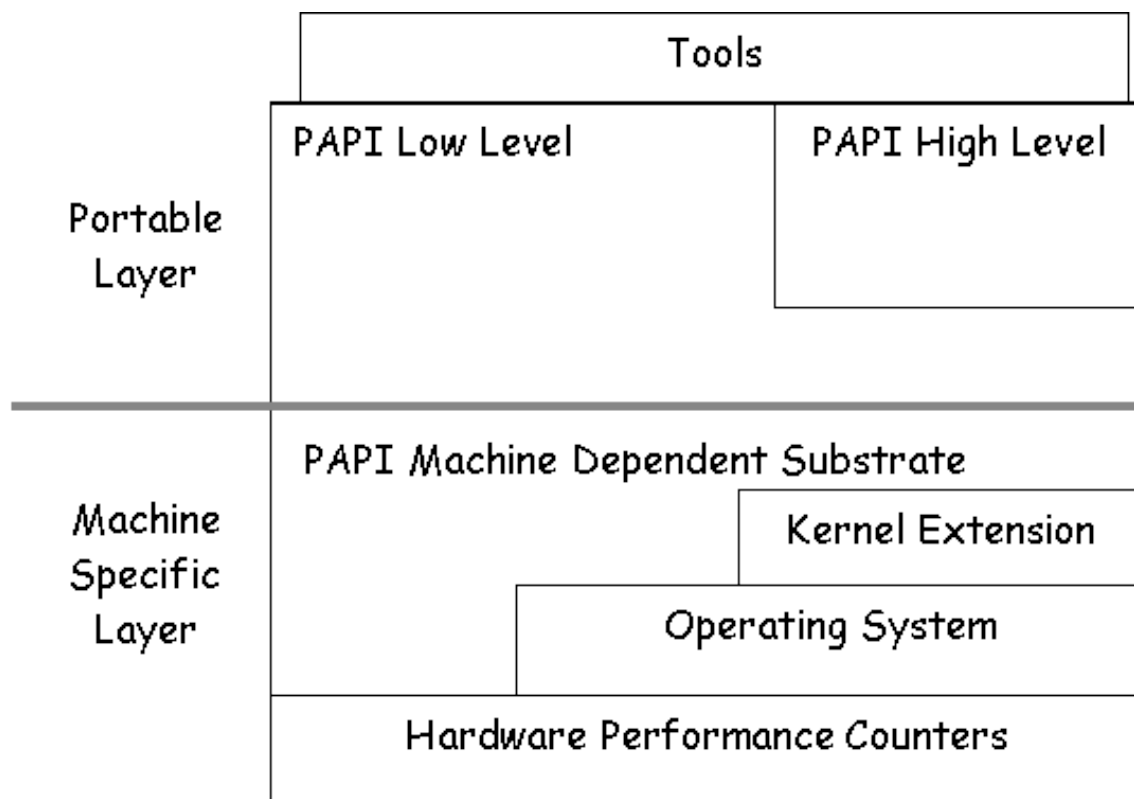 Tools
PAPI Low Level
PAPI High Level
Portable
Layer
PAPI Machine Dependent Substrate
Kernel Extension
Machine
Specific
Layer
Operating System
Hardware Performance Counters